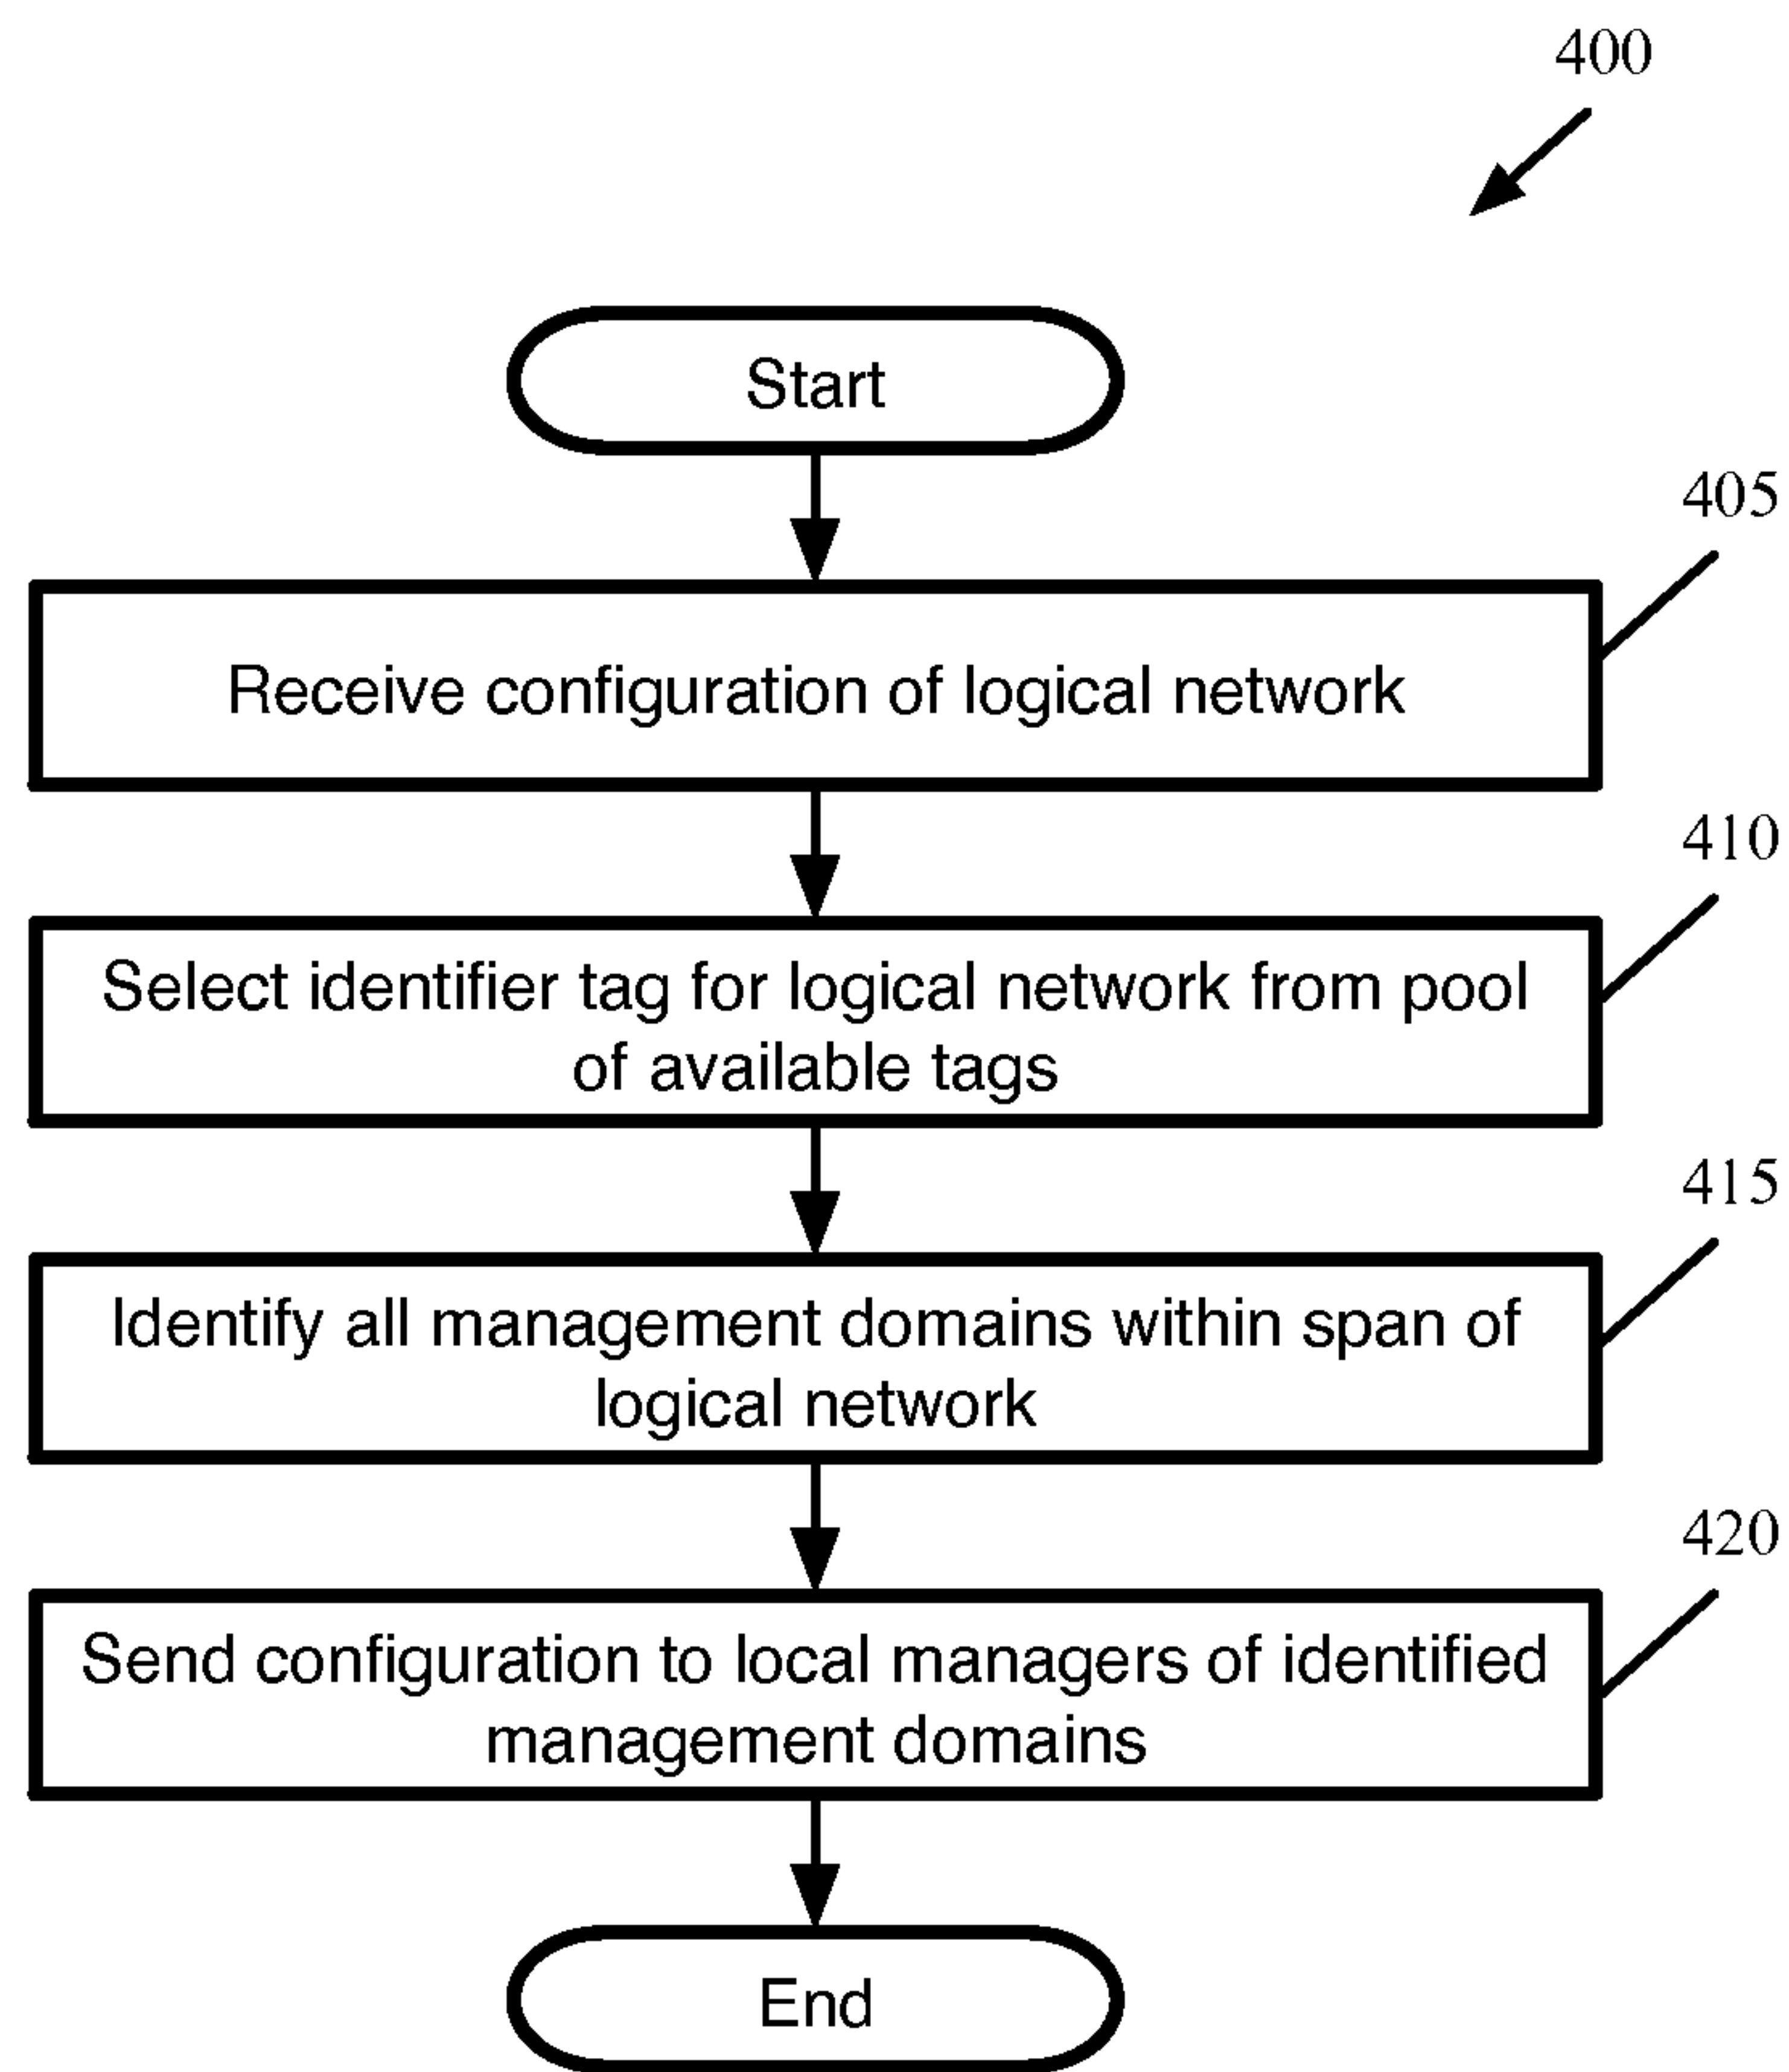 400
Start
405
Receive configuration of logical network
410
Select identifier tag for logical network from pool
of available tags
415
Identify all management domains within span of
logical network
420
Send configuration to local managers of identified
management domains
End